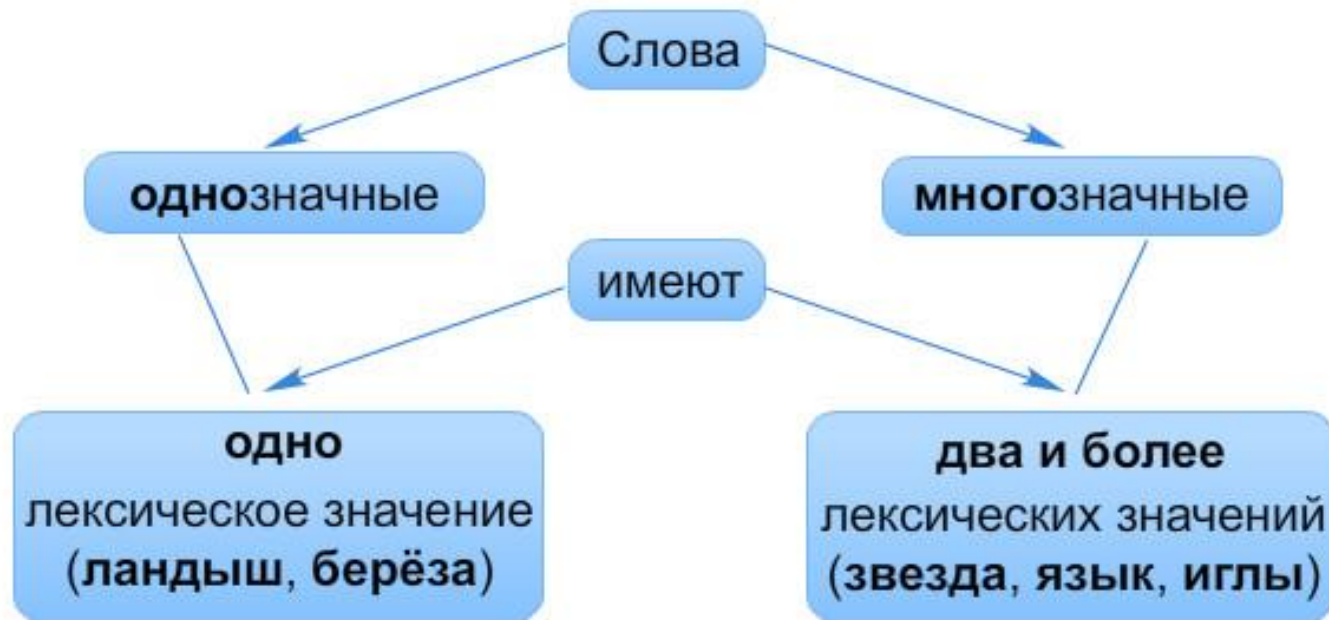 Слова
однозначные
многозначные
имеют
одно
лексическое значение
(ландыш, берёза)
два и более
лексических значений
(звезда, язык, иглы)